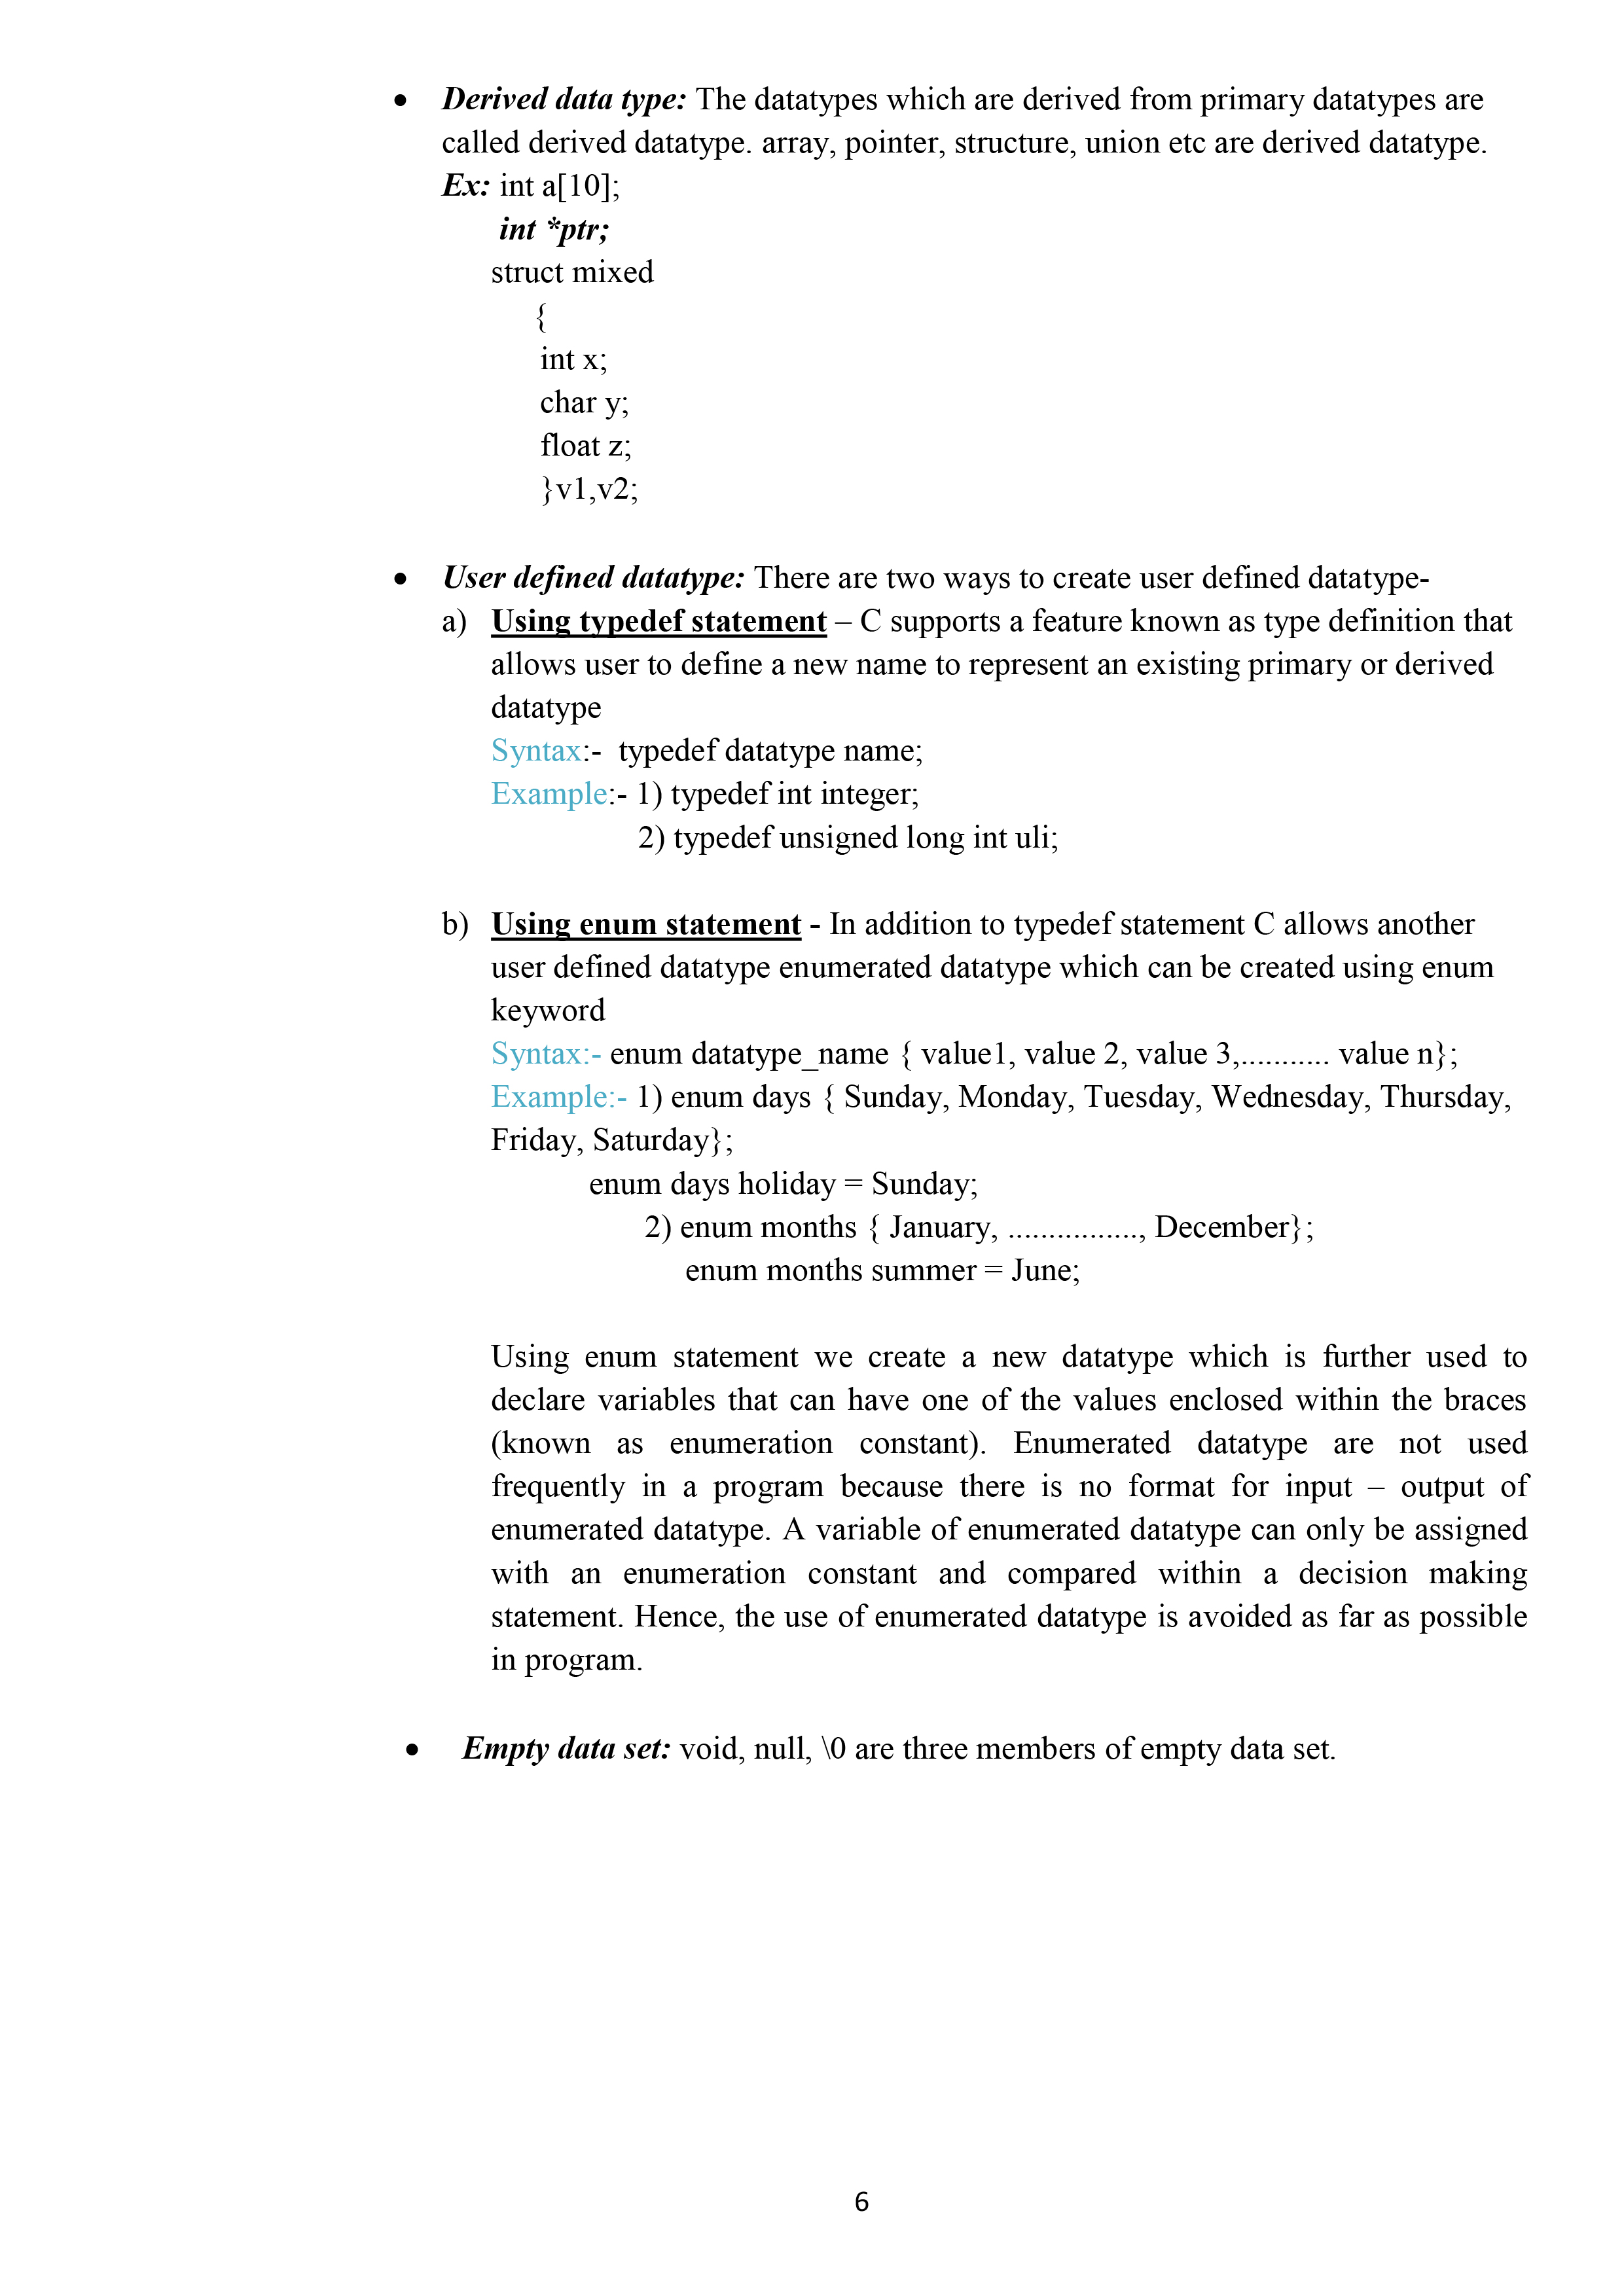 • Derived data type: The datatypes which are derived from primary datatypes are
called derived datatype. array, pointer, structure, union etc are derived datatype.
Ex: int a[10];
int *ptr;
struct mixed
{
int x;
char y;
float z;
}v1,v2;
• User defined datatype: There are two ways to create user defined datatype-
a) Using typedef statement – C supports a feature known as type definition that
allows user to define a new name to represent an existing primary or derived
datatype
Syntax:- typedef datatype name;
Example:- 1) typedef int integer;
2) typedef unsigned long int uli;
b) Using enum statement - In addition to typedef statement C allows another
user defined datatype enumerated datatype which can be created using enum
keyword
Syntax:- enum datatype_name { value1, value 2, value 3,........... value n};
Example:- 1) enum days { Sunday, Monday, Tuesday, Wednesday, Thursday,
Friday, Saturday};
enum days holiday = Sunday;
2) enum months { January, ................, December};
enum months summer = June;
Using enum statement we create a new datatype which is further used to
declare variables that can have one of the values enclosed within the braces
(known as enumeration constant). Enumerated datatype are not used
frequently in a program because there is no format for input – output of
enumerated datatype. A variable of enumerated datatype can only be assigned
with an enumeration constant and compared within a decision making
statement. Hence, the use of enumerated datatype is avoided as far as possible
in program.
• Empty data set: void, null, \0 are three members of empty data set.
6